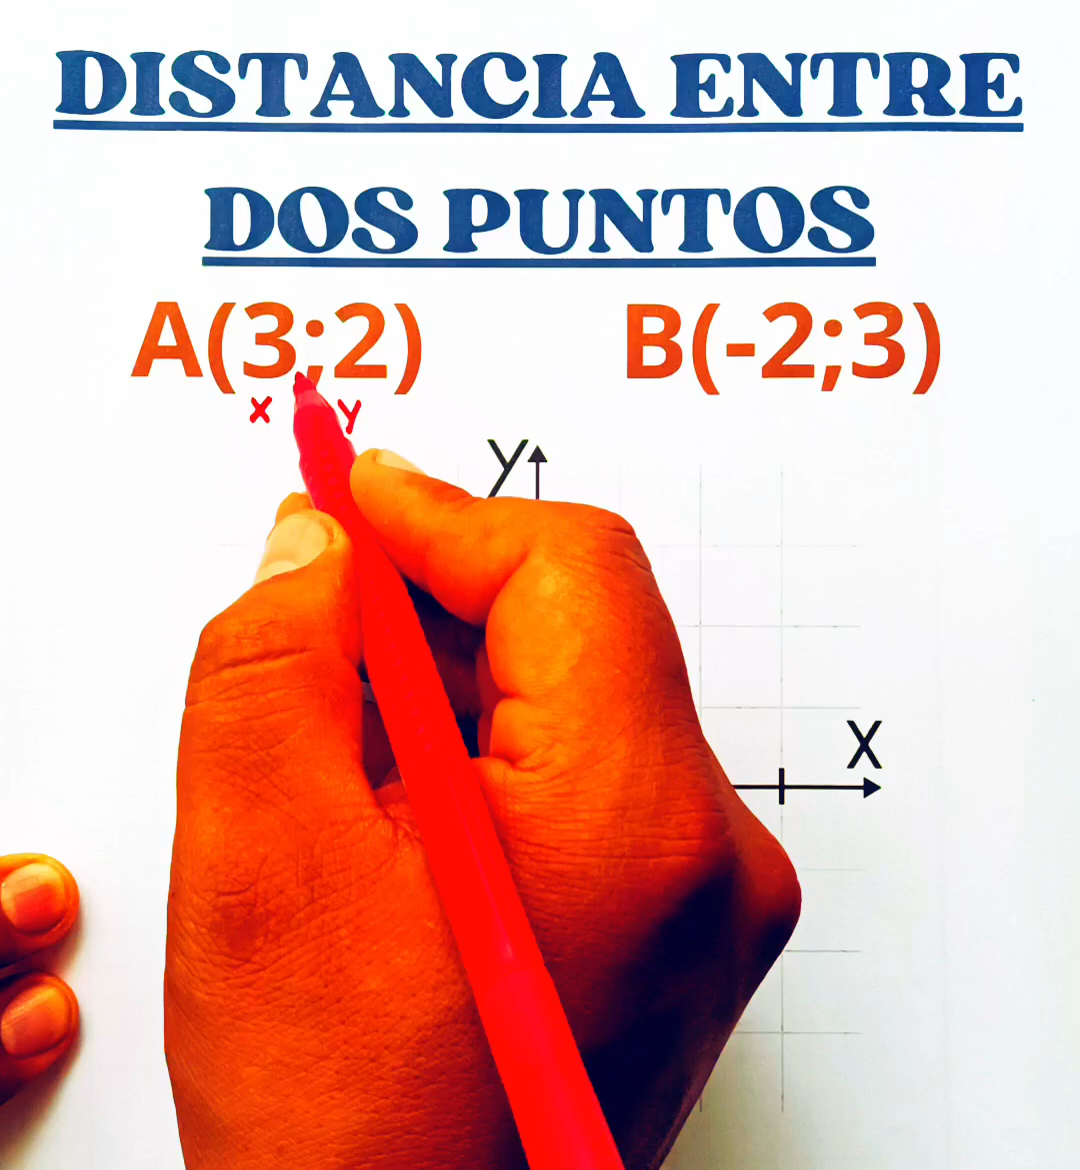 DISTANCIA ENTRE
DOS PUNTOS
A(3;2) B(-2;3)
x y
y
X